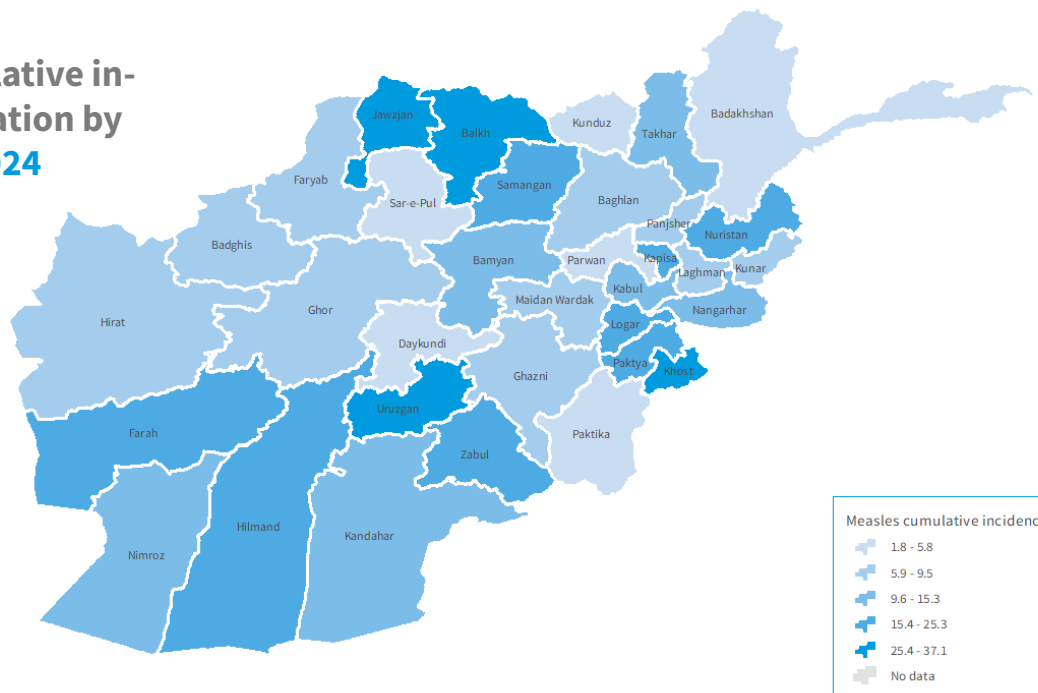 ative in-
ation by
24
Jawzjan
Balkh
Kunduz
Takhar
Badakhshan
Faryab
Samangan
Sar-e-Pul
Baghlan
Panjsher
Nuristan
Badghis
Bamyan
Parwan
Kapisa
Laghman
Kunar
Kabul
Maidan Wardak
Hirat
Ghor
Nangarhar
Logar
Daykundi
Paktya
Khost
Ghazni
Uruzgan
Farah
Paktika
Zabul
Hilmand
Kandahar
Nimroz
Measles cumulative incidenc
1.8 - 5.8
5.9 - 9.5
9.6 - 15.3
15.4 - 25.3
25.4 - 37.1
No data